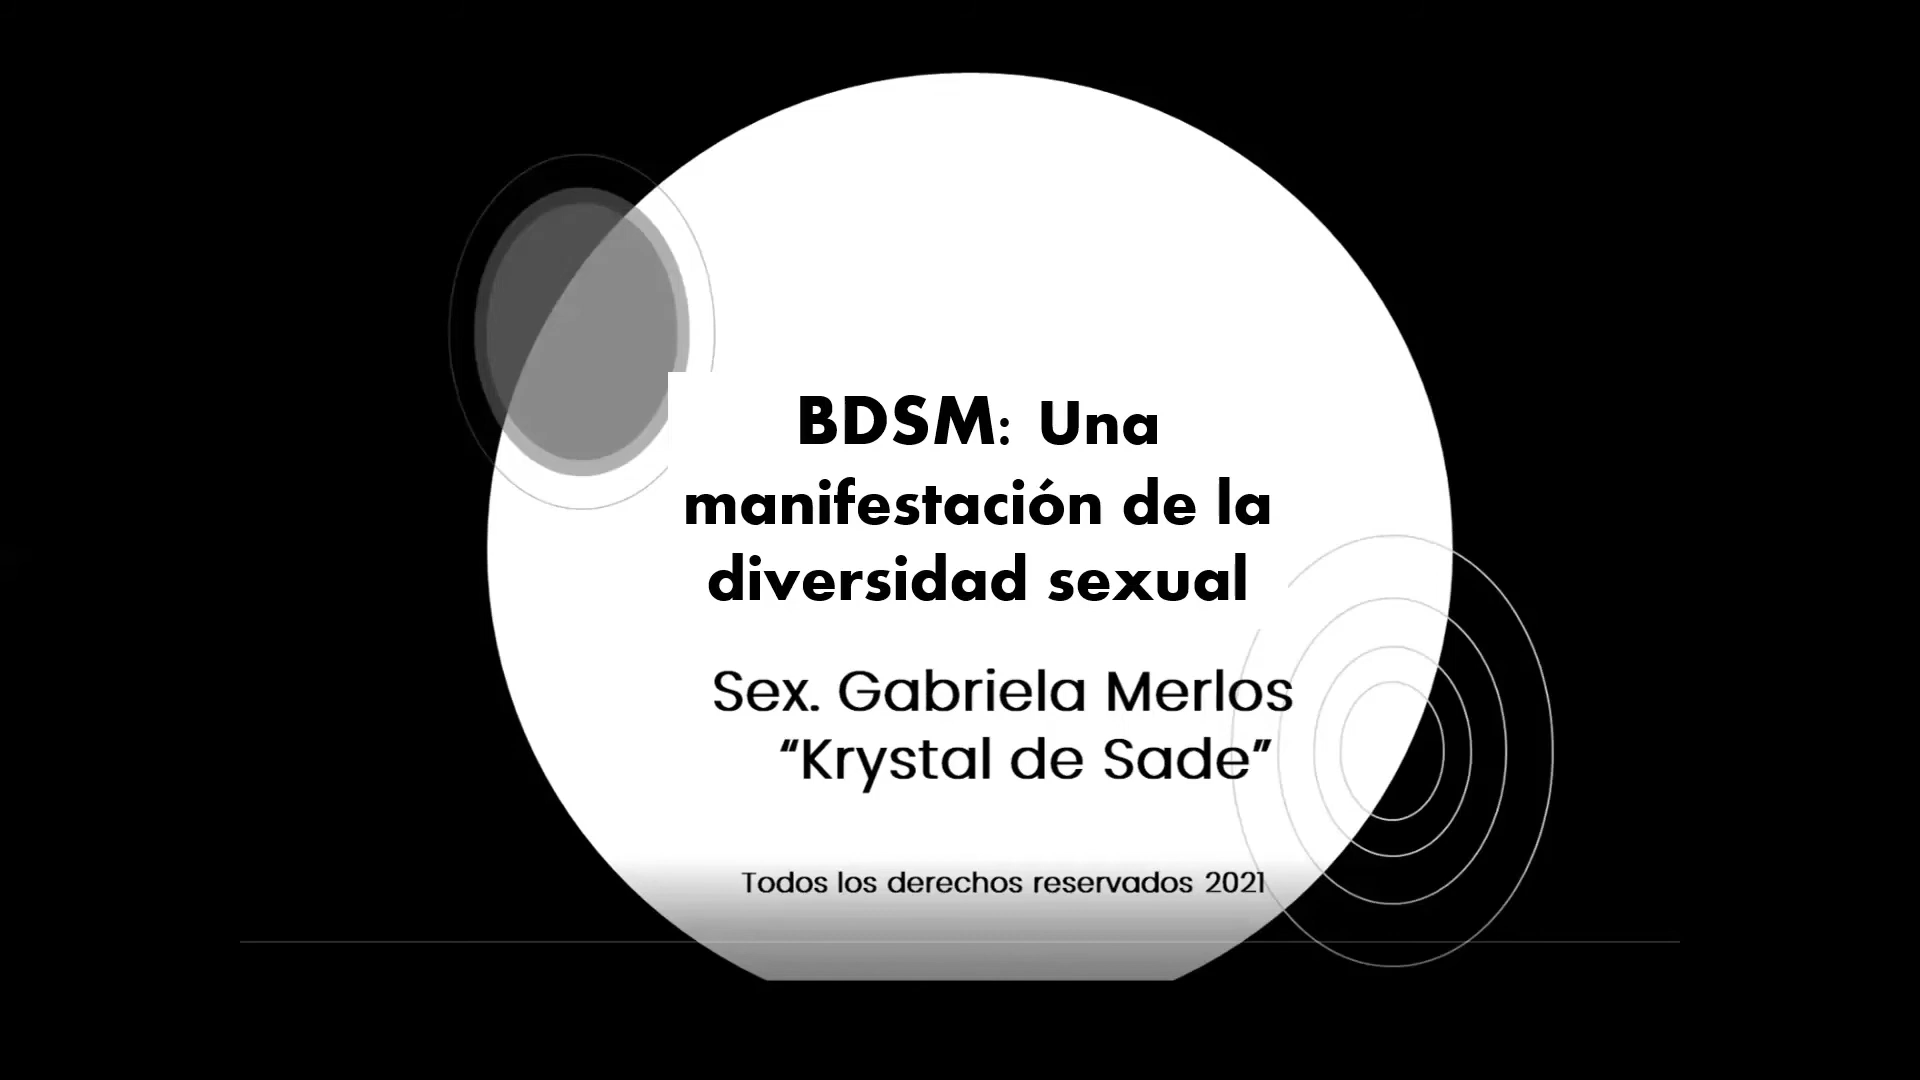 BDSM: Una
manifestación de la
diversidad sexual
Sex. Gabriela Merlos
“Krystal de Sade”
Todos los derechos reservados 2021